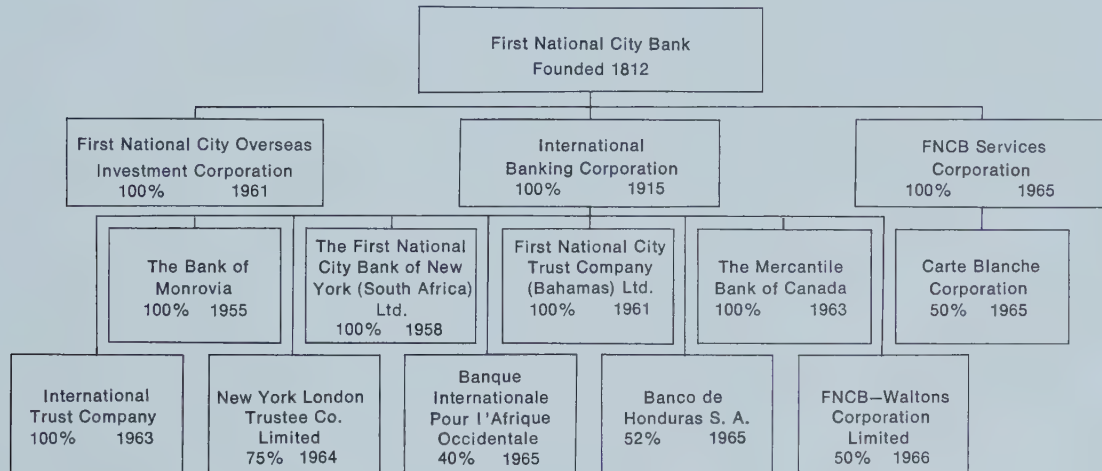 First National City Bank
Founded 1812
First National City Overseas
Investment Corporation
100% 1961
International
Banking Corporation
100% 1915
FNCB Services
Corporation
100% 1965
The Bank of
Monrovia
100% 1955
The First National
City Bank of New
York (South Africa)
Ltd.
100% 1958
First National City
Trust Company
(Bahamas) Ltd.
100% 1961
The Mercantile
Bank of Canada
100% 1963
Carte Blanche
Corporation
50% 1965
International
Trust Company
100% 1963
New York London
Trustee Co.
Limited
75% 1964
Banque
Internationale
Pour l'Afrique
Occidentale
40% 1965
Banco de
Honduras S. A.
52% 1965
FNCB—Waltons
Corporation
Limited
50% 1966